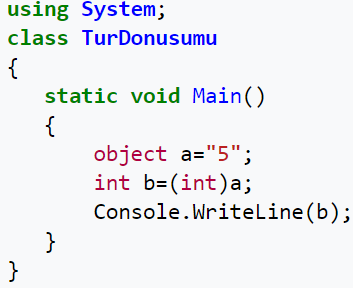 using System;
class TurDonusumu
{
static void Main()
{
object a="5";
int b=(int)a;
Console.WriteLine(b);
}
}